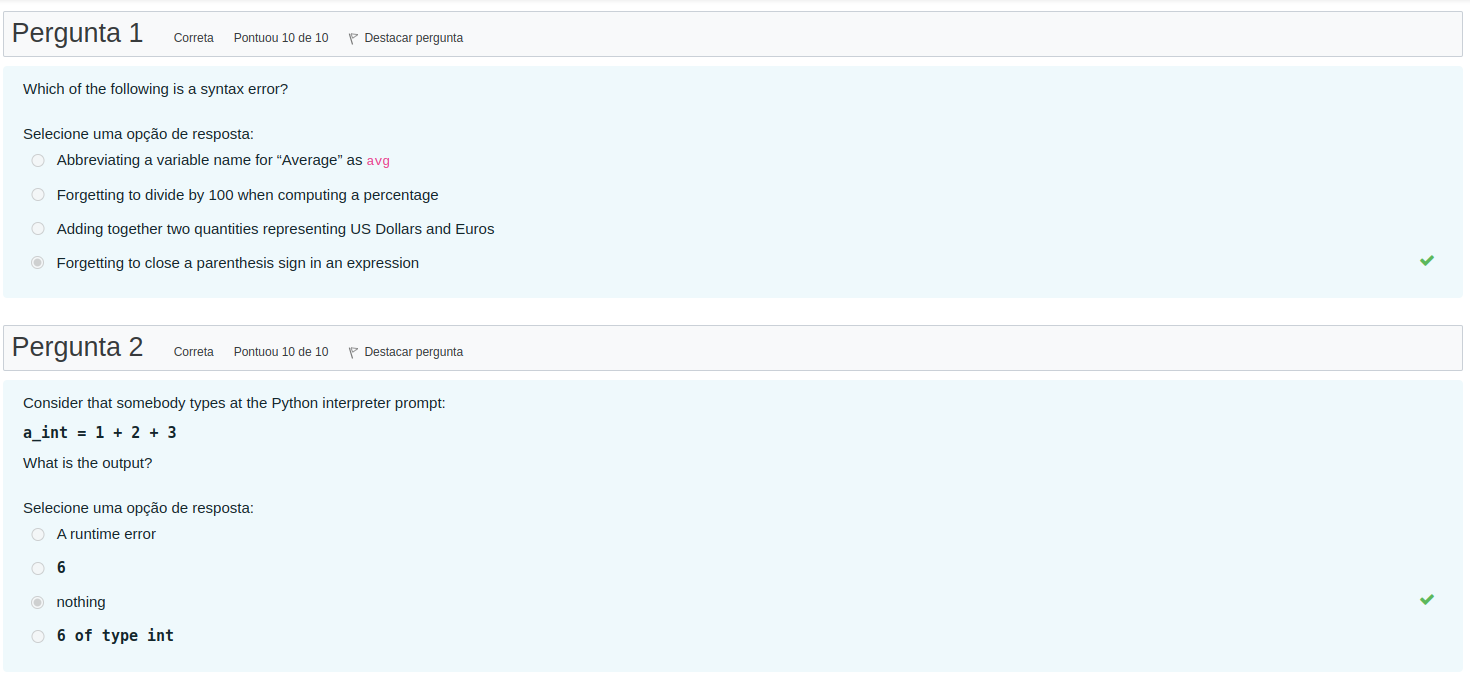 Pergunta 1 Correta Pontuou 10 de 10 Destacar pergunta
Which of the following is a syntax error?
Selecione uma opção de resposta:
Abbreviating a variable name for “Average” as avg
Forgetting to divide by 100 when computing a percentage
Adding together two quantities representing US Dollars and Euros
Forgetting to close a parenthesis sign in an expression
Pergunta 2 Correta Pontuou 10 de 10 Destacar pergunta
Consider that somebody types at the Python interpreter prompt:
a_int = 1 + 2 + 3
What is the output?
Selecione uma opção de resposta:
A runtime error
6
nothing
6 of type int